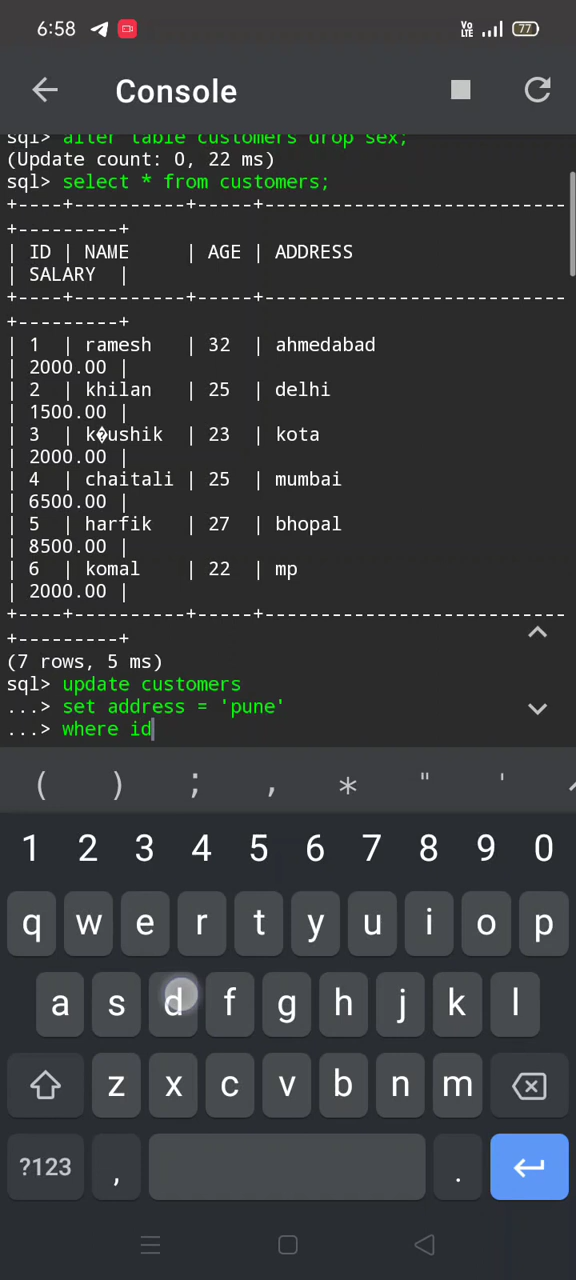 6:58 Vo LTE 77
Console
sql> alter table customers drop sex;
(Update count: 0, 22 ms)
sql> select * from customers;
+----+----------+-----+---------------------------
+---------+
| ID | NAME     | AGE | ADDRESS
| SALARY  |
+----+----------+-----+---------------------------
+---------+
| 1  | ramesh   | 32  | ahmedabad
| 2000.00 |
| 2  | khilan   | 25  | delhi
| 1500.00 |
| 3  | k�ushik  | 23  | kota
| 2000.00 |
| 4  | chaitali | 25  | mumbai
| 6500.00 |
| 5  | harfik   | 27  | bhopal
| 8500.00 |
| 6  | komal    | 22  | mp
| 2000.00 |
+----+----------+-----+---------------------------
+---------+
(7 rows, 5 ms)
sql> update customers
...> set address = 'pune'
...> where id
( ) ; , * " '
1 2 3 4 5 6 7 8 9 0
q w e r t y u i o p
a s d f g h j k l
z x c v b n m
?123 , .